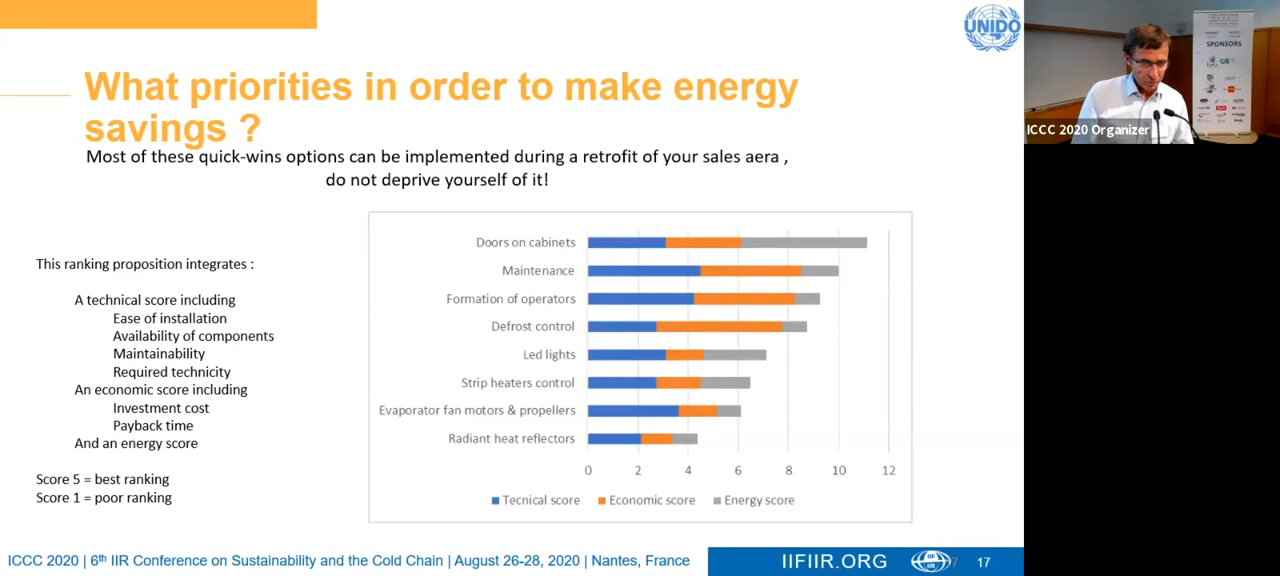 UNIDO
What priorities in order to make energy
savings ?
Most of these quick-wins options can be implemented during a retrofit of your sales aera ,
do not deprive yourself of it!
This ranking proposition integrates :
A technical score including
Ease of installation
Availability of components
Maintainability
Required technicity
An economic score including
Investment cost
Payback time
And an energy score
Score 5 = best ranking
Score 1 = poor ranking
Doors on cabinets
Maintenance
Formation of operators
Defrost control
Led lights
Strip heaters control
Evaporator fan motors & propellers
Radiant heat reflectors
0 2 4 6 8 10 12
Tecnical score Economic score Energy score
ICCC 2020 | 6th IIR Conference on Sustainability and the Cold Chain | August 26-28, 2020 | Nantes, France
IIFIIR.ORG
17
SPONSORS
ICCC 2020 Organizer